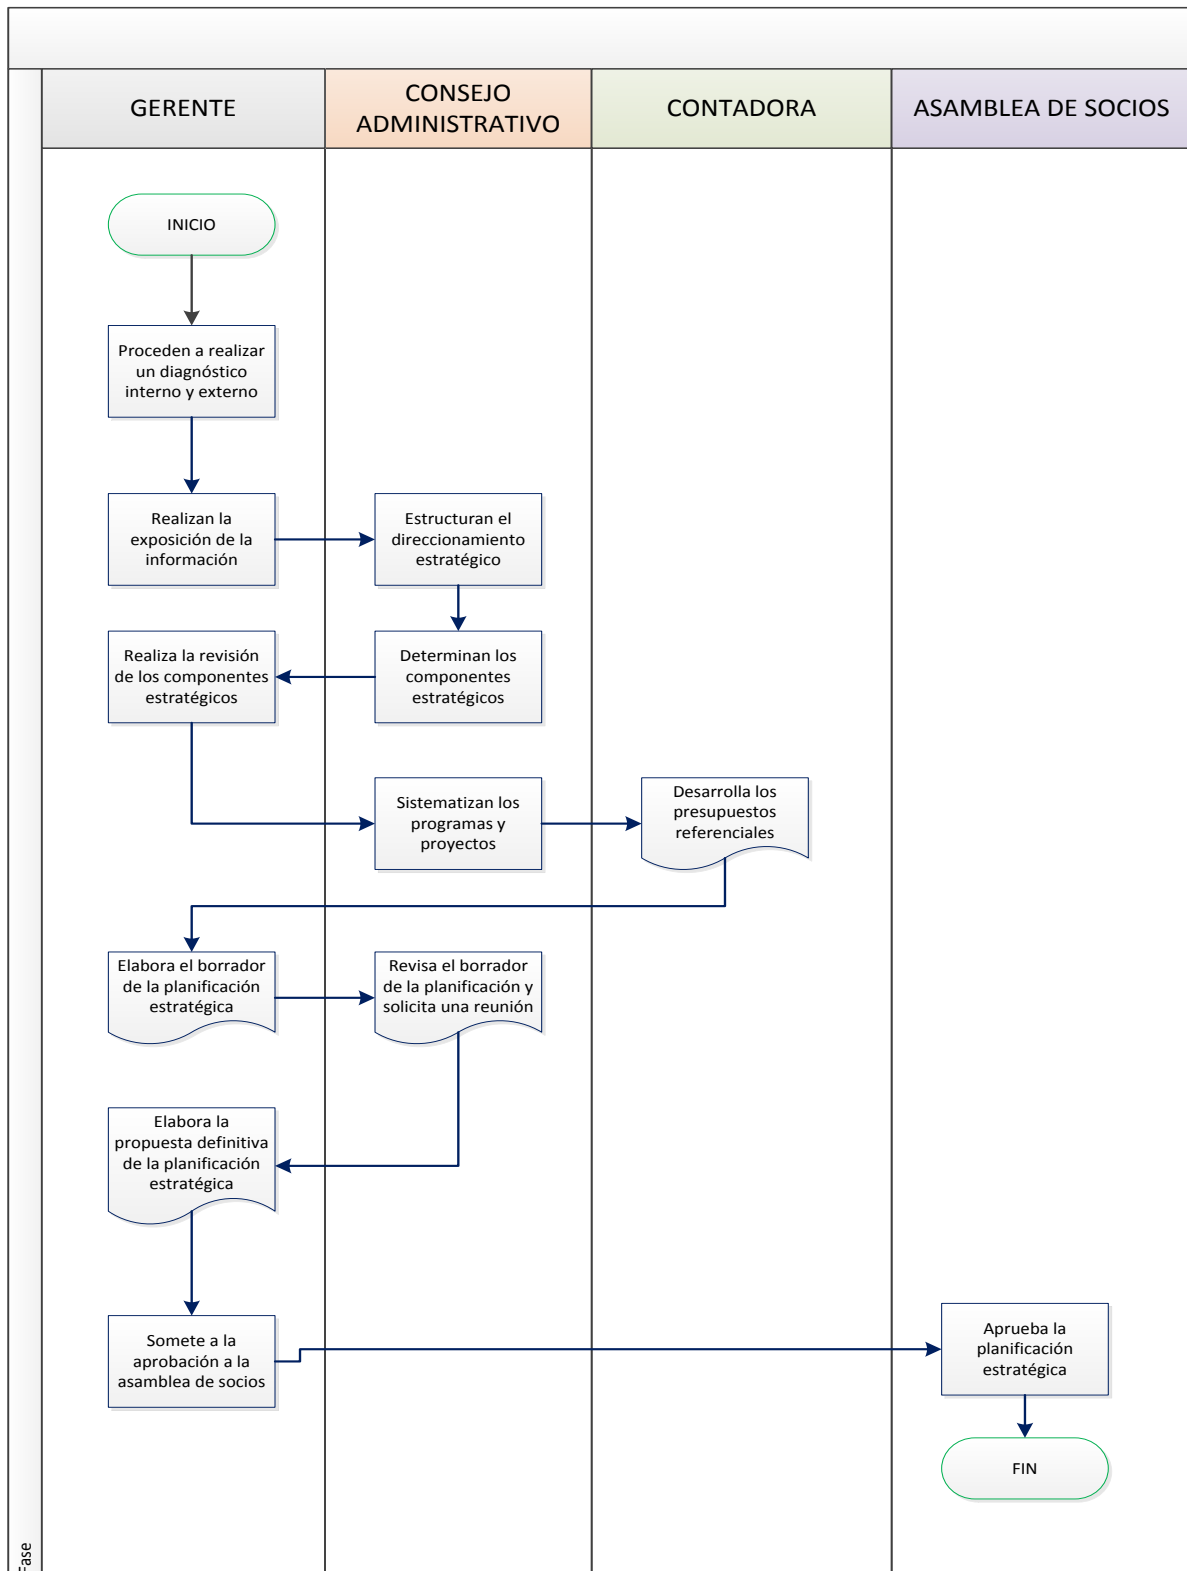 GERENTE
CONSEJO
ADMINISTRATIVO
CONTADORA
ASAMBLEA DE SOCIOS
INICIO
Proceden a realizar
un diagnóstico
interno y externo
Realizan la
exposición de la
información
Estructuran el
direccionamiento
estratégico
Realiza la revisión
de los componentes
estratégicos
Determinan los
componentes
estratégicos
Sistematizan los
programas y
proyectos
Desarrolla los
presupuestos
referenciales
Elabora el borrador
de la planificación
estratégica
Revisa el borrador
de la planificación y
solicita una reunión
Elabora la
propuesta definitiva
de la planificación
estratégica
Somete a la
aprobación a la
asamblea de socios
Aprueba la
planificación
estratégica
FIN
Fase